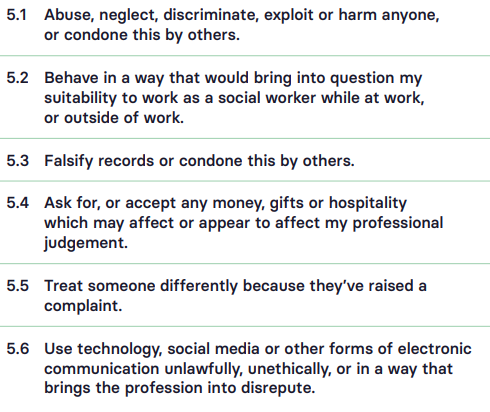 5.1 Abuse, neglect, discriminate, exploit or harm anyone,
or condone this by others.
5.2 Behave in a way that would bring into question my
suitability to work as a social worker while at work,
or outside of work.
5.3 Falsify records or condone this by others.
5.4 Ask for, or accept any money, gifts or hospitality
which may affect or appear to affect my professional
judgement.
5.5 Treat someone differently because they’ve raised a
complaint.
5.6 Use technology, social media or other forms of electronic
communication unlawfully, unethically, or in a way that
brings the profession into disrepute.